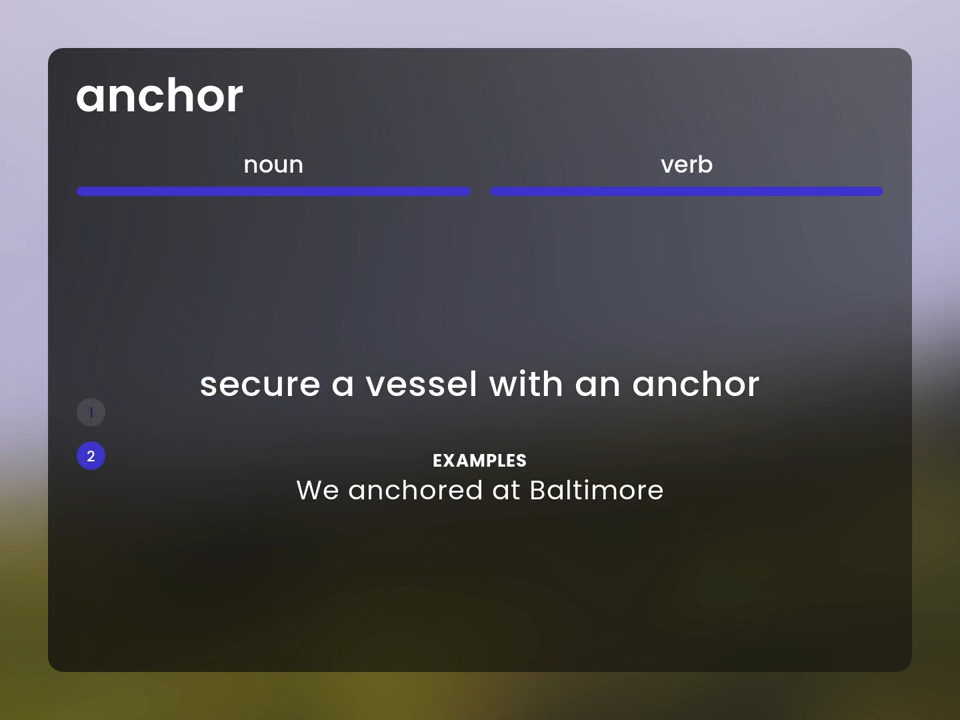 anchor
noun
verb
secure a vessel with an anchor
1
2
EXAMPLES
We anchored at Baltimore